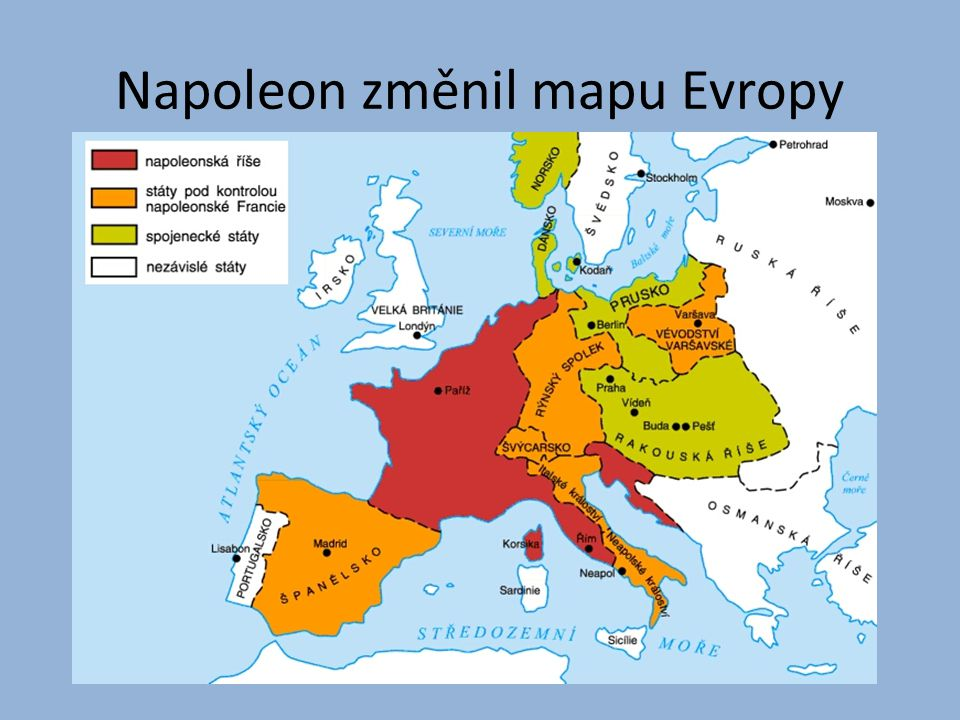 Napoleon změnil mapu Evropy
napoleonská říše
státy pod kontrolou
napoleonské Francie
spojenecké státy
nezávislé státy
NORSKO
ŠVÉDSKO
Petrohrad
Stockholm
Moskva
SEVERNÍ MOŘE
DÁNSKO
Baltské moře
Kodaň
IRSKO
RUSKÁ ŘÍŠE
VELKÁ BRITÁNIE
Londýn
PRUSKO
Berlín
Varšava
VÉVODSTVÍ
VARŠAVSKÉ
ATLANTSKÝ OCEÁN
Paříž
RÝNSKÝ SPOLEK
Praha
Vídeň
Buda
Pešť
RAKOUSKÁ ŘÍŠE
ŠVÝCARSKO
Italské království
Černé
moře
OSMANSKÁ
ŘÍŠE
PORTUGALSKO
Lisabon
Madrid
ŠPANĚLSKO
Korsika
Řím
Neapolské království
Neapol
Sardinie
Sicílie
STŘEDOZEMNÍ MOŘE